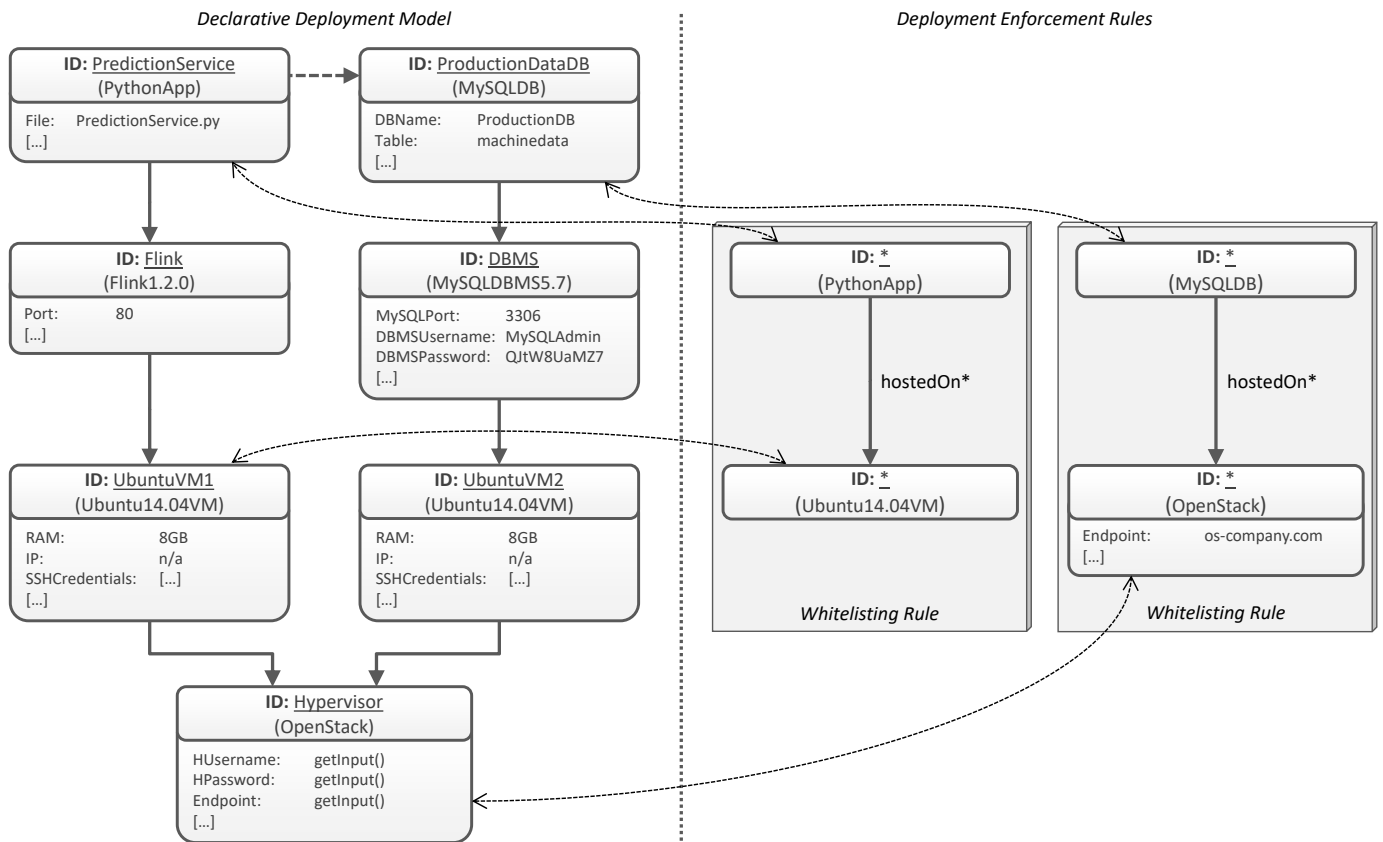 Declarative Deployment Model
Deployment Enforcement Rules
ID: PredictionService
(PythonApp)
File: PredictionService.py
[...]
ID: ProductionDataDB
(MySQLDB)
DBName: ProductionDB
Table: machinedata
[...]
ID: Flink
(Flink1.2.0)
Port: 80
[...]
ID: DBMS
(MySQLDBMS5.7)
MySQLPort: 3306
DBMSUsername: MySQLAdmin
DBMSPassword: QJtW8UaMZ7
[...]
ID: UbuntuVM1
(Ubuntu14.04VM)
RAM: 8GB
IP: n/a
SSHCredentials: [...]
[...]
ID: UbuntuVM2
(Ubuntu14.04VM)
RAM: 8GB
IP: n/a
SSHCredentials: [...]
[...]
ID: Hypervisor
(OpenStack)
HUsername: getInput()
HPassword: getInput()
Endpoint: getInput()
[...]
ID: *
(PythonApp)
hostedOn*
ID: *
(Ubuntu14.04VM)
Whitelisting Rule
ID: *
(MySQLDB)
hostedOn*
ID: *
(OpenStack)
Endpoint: os-company.com
[...]
Whitelisting Rule